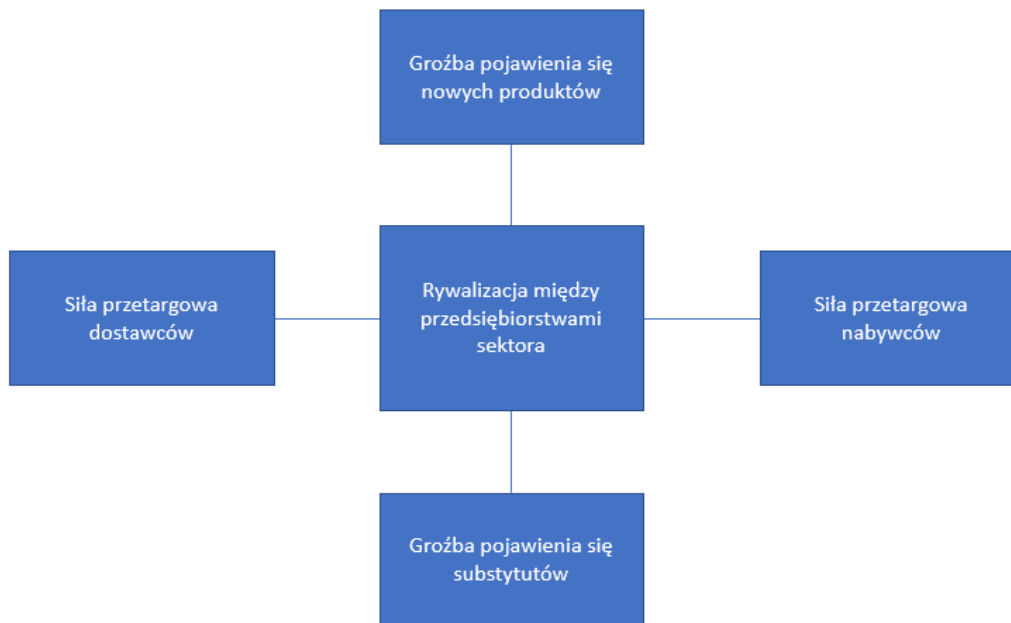 Groźba pojawienia się
nowych produktów
Siła przetargowa
dostawców
Rywalizacja między
przedsiębiorstwami
sektora
Siła przetargowa
nabywców
Groźba pojawienia się
substytutów